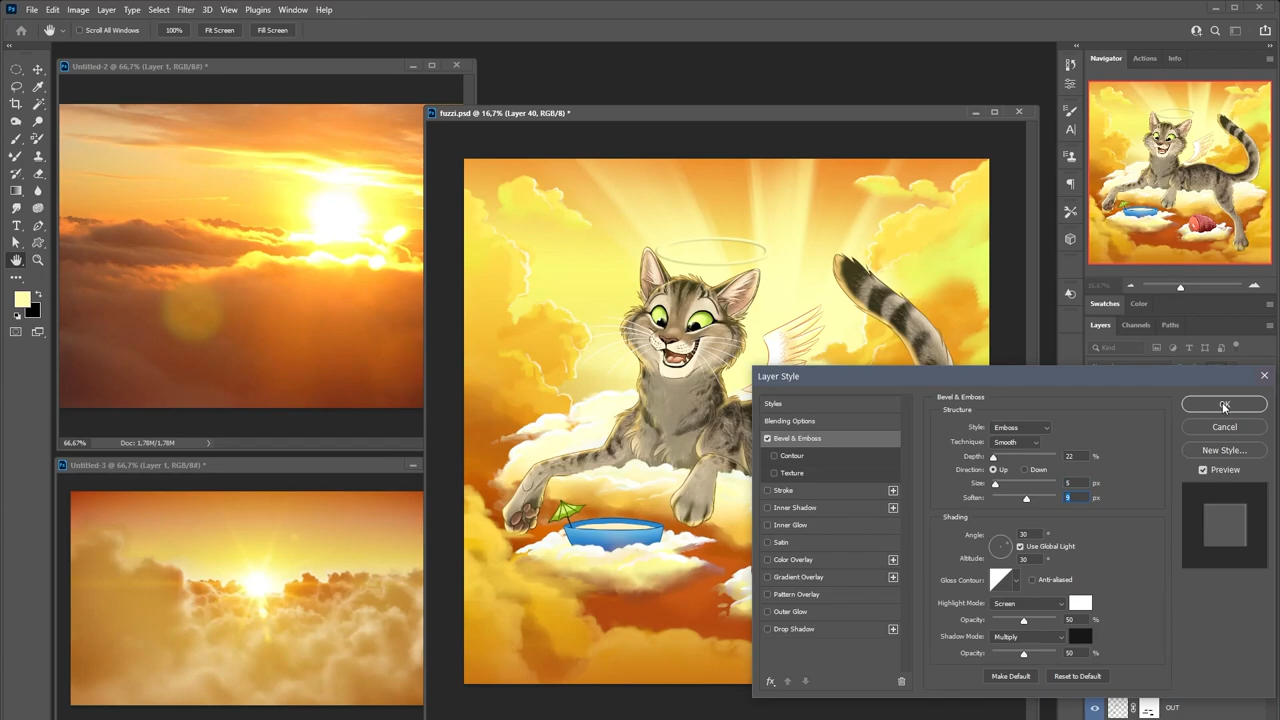 Ps File Edit Image Layer Type Select Filter 3D View Plugins Window Help
Scroll All Windows 100% Fit Screen Fill Screen
Navigator Actions Info
Untitled-2 @ 66,7% (Layer 1, RGB/8#) *
fuzzi.psd @ 16,7% (Layer 40, RGB/8) *
16,67%
Swatches Color
Layers Channels Paths
Kind
66,67% Doc: 1,78M/1,78M
Untitled-3 @ 66,7% (Layer 1, RGB/8#) *
Layer Style
Styles
Blending Options
Bevel & Emboss
Contour
Texture
Stroke
Inner Shadow
Inner Glow
Satin
Color Overlay
Gradient Overlay
Pattern Overlay
Outer Glow
Drop Shadow
fx
Bevel & Emboss
Structure
Style: Emboss
Technique: Smooth
Depth: 22 %
Direction: Up Down
Size: 5 px
Soften: 9 px
Shading
Angle: 30 °
Use Global Light
Altitude: 30 °
Gloss Contour: Anti-aliased
Highlight Mode: Screen
Opacity: 50 %
Shadow Mode: Multiply
Opacity: 50 %
Make Default Reset to Default
OK
Cancel
New Style...
Preview
OUT